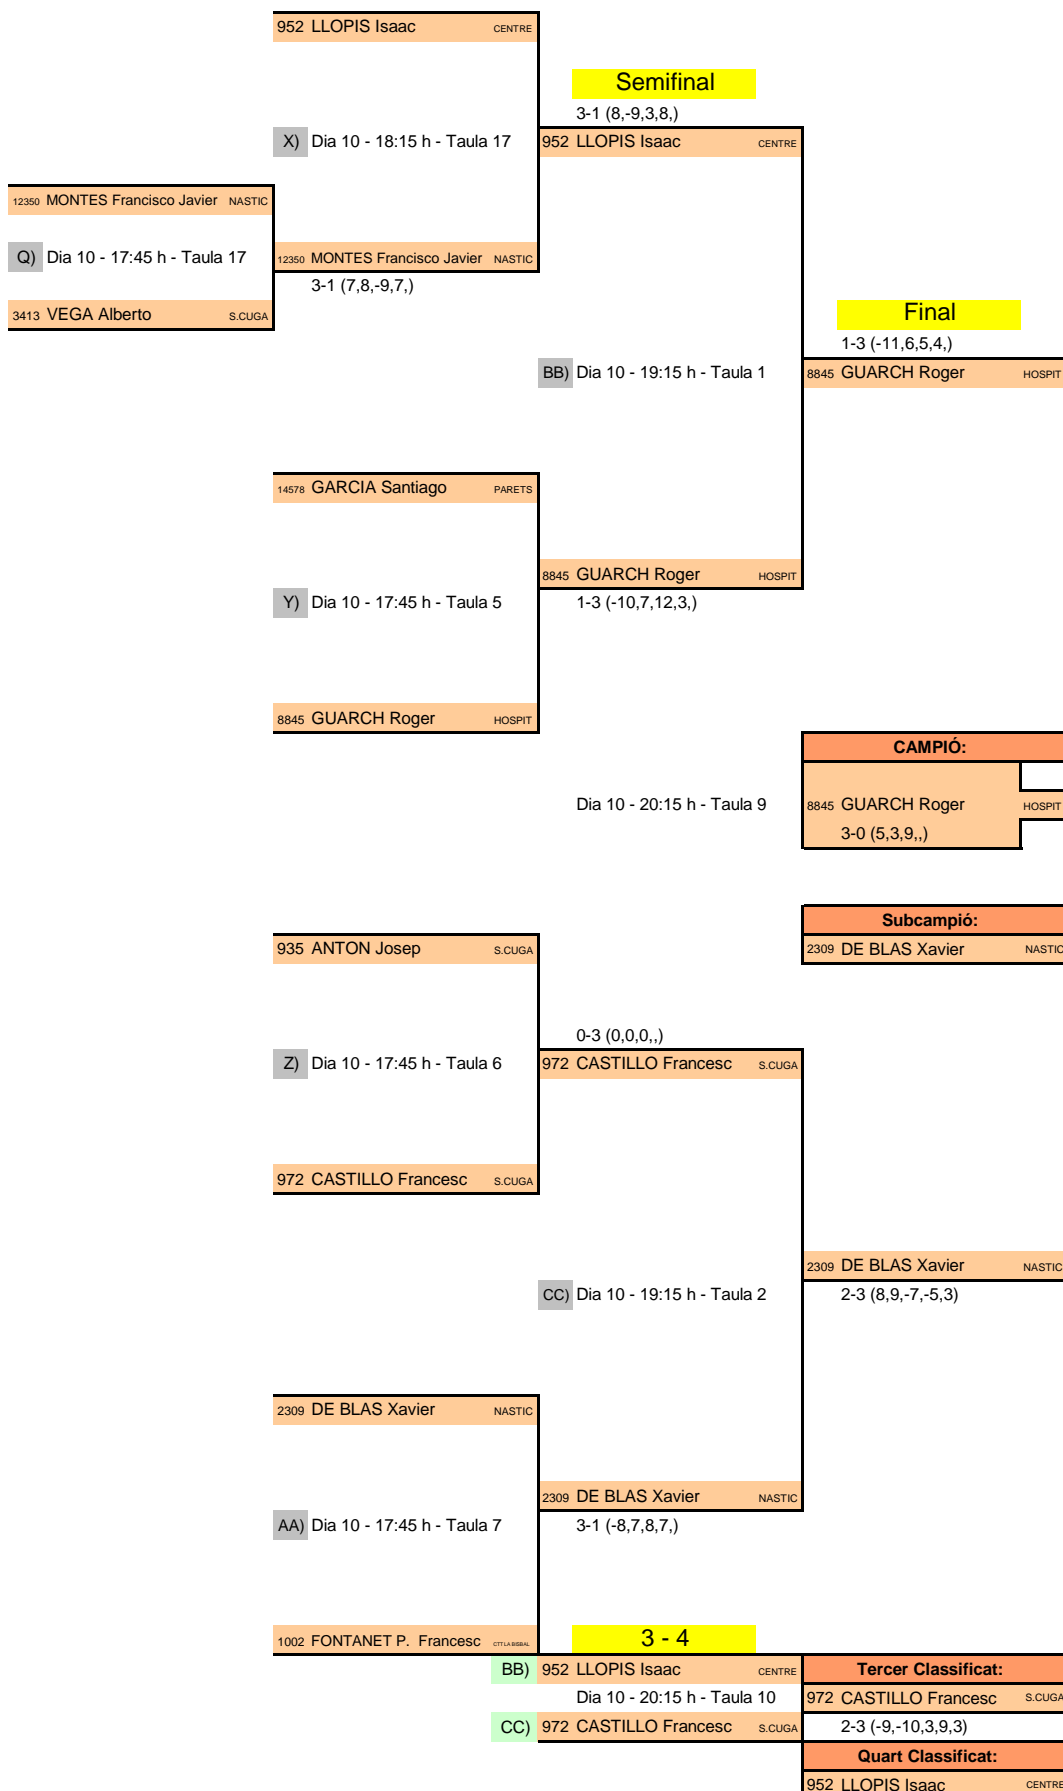 952 LLOPIS Isaac CENTRE
Semifinal
3-1 (8,-9,3,8,)
X) Dia 10 - 18:15 h - Taula 17
952 LLOPIS Isaac CENTRE
12350 MONTES Francisco Javier NASTIC
Q) Dia 10 - 17:45 h - Taula 17
12350 MONTES Francisco Javier NASTIC
3-1 (7,8,-9,7,)
3413 VEGA Alberto S.CUGA
Final
1-3 (-11,6,5,4,)
BB) Dia 10 - 19:15 h - Taula 1
8845 GUARCH Roger HOSPIT
14578 GARCIA Santiago PARETS
8845 GUARCH Roger HOSPIT
Y) Dia 10 - 17:45 h - Taula 5
1-3 (-10,7,12,3,)
8845 GUARCH Roger HOSPIT
CAMPIÓ:
Dia 10 - 20:15 h - Taula 9
8845 GUARCH Roger HOSPIT
3-0 (5,3,9,,)
Subcampió:
935 ANTON Josep S.CUGA
2309 DE BLAS Xavier NASTIC
0-3 (0,0,0,,)
Z) Dia 10 - 17:45 h - Taula 6
972 CASTILLO Francesc S.CUGA
972 CASTILLO Francesc S.CUGA
2309 DE BLAS Xavier NASTIC
CC) Dia 10 - 19:15 h - Taula 2
2-3 (8,9,-7,-5,3)
2309 DE BLAS Xavier NASTIC
2309 DE BLAS Xavier NASTIC
AA) Dia 10 - 17:45 h - Taula 7
3-1 (-8,7,8,7,)
1002 FONTANET P. Francesc CTT LA BISBAL
3 - 4
BB) 952 LLOPIS Isaac CENTRE
Tercer Classificat:
Dia 10 - 20:15 h - Taula 10
972 CASTILLO Francesc S.CUGA
CC) 972 CASTILLO Francesc S.CUGA
2-3 (-9,-10,3,9,3)
Quart Classificat:
952 LLOPIS Isaac CENTRE